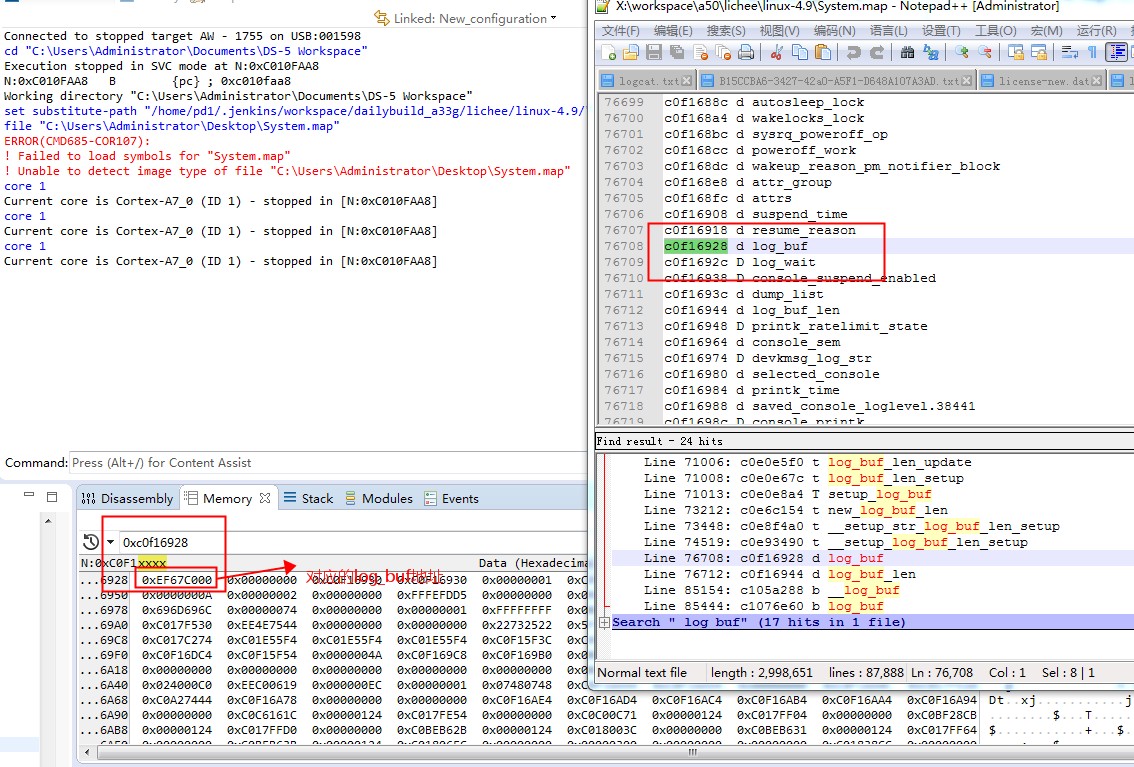 Linked: New_configuration
Connected to stopped target AW - 1755 on USB:001598
cd "C:\Users\Administrator\Documents\DS-5 Workspace"
Execution stopped in SVC mode at N:0xC010FAA8
N:0xC010FAA8 B {pc} ; 0xc010faa8
Working directory "C:\Users\Administrator\Documents\DS-5 Workspace"
set substitute-path "/home/pd1/.jenkins/workspace/dailybuild_a33g/lichee/linux-4.9/
file "C:\Users\Administrator\Desktop\System.map"
ERROR(CMD685-COR107):
! Failed to load symbols for "System.map"
! Unable to detect image type of file "C:\Users\Administrator\Desktop\System.map"
core 1
Current core is Cortex-A7_0 (ID 1) - stopped in [N:0xC010FAA8]
core 1
Current core is Cortex-A7_0 (ID 1) - stopped in [N:0xC010FAA8]
core 1
Current core is Cortex-A7_0 (ID 1) - stopped in [N:0xC010FAA8]
Command: Press (Alt+/) for Content Assist
Disassembly Memory Stack Modules Events
0xc0f16928
N:0xC0F1xxxx Data (Hexadecima
...6928 0xEF67C000 0x00000000 0xC0F16930 0x00000001
对应的log_buf地址
...6950 0x0000000A 0x00000002 0x00000000 0xFFFEFDD5 0x00000000
...6978 0x696D696C 0x00000074 0x00000000 0x00000001 0xFFFFFFFF
...69A0 0xC017F530 0xEE4E7544 0x00000000 0x00000000 0x22732522
...69C8 0xC017C274 0xC01E55F4 0xC01E55F4 0xC01E55F4 0xC0F15F3C
...69F0 0xC0F16DC4 0xC0F15F54 0x0000004A 0xC0F169C8 0xC0F169B0
...6A18 0x00000000 0x00000000 0x00000000 0x00000000 0x00000000
...6A40 0x024000C0 0xEEC00619 0x000000EC 0x00000001 0x07480748
...6A68 0xC0A27444 0xC0F16A78 0x00000000 0xC0F16AE4 0xC0F16AD4 0xC0F16AC4 0xC0F16AB4 0xC0F16AA4 0xC0F16A94
...6A90 0x00000000 0xC0C6161C 0x00000124 0xC017FE54 0xC0C00C71 0x00000124 0xC017FF04 0x00000000 0xC0BF28CB
...6AB8 0x00000124 0xC017FFD0 0x00000000 0xC0BEB62B 0x00000124 0xC018003C 0x00000000 0xC0BEB631 0x00000124 0xC017FF64
X:\workspace\a50\lichee\linux-4.9\System.map - Notepad++ [Administrator]
文件(F) 编辑(E) 搜索(S) 视图(V) 编码(N) 语言(L) 设置(T) 工具(O) 宏(M) 运行(R)
logcat.txt B15CCBA6-3427-42a0-A5F1-D648A107A3AD.txt license-new.dat
76699 c0f1688c d autosleep_lock
76700 c0f168a4 d wakelocks_lock
76701 c0f168bc d sysrq_poweroff_op
76702 c0f168cc d poweroff_work
76703 c0f168dc d wakeup_reason_pm_notifier_block
76704 c0f168e8 d attr_group
76705 c0f168fc d attrs
76706 c0f16908 d suspend_time
76707 c0f16918 d resume_reason
76708 c0f16928 d log_buf
76709 c0f1692c D log_wait
76710 c0f16938 D console_suspend_enabled
76711 c0f1693c d dump_list
76712 c0f16944 d log_buf_len
76713 c0f16948 D printk_ratelimit_state
76714 c0f16964 d console_sem
76715 c0f16974 D devkmsg_log_str
76716 c0f16980 d selected_console
76717 c0f16984 d printk_time
76718 c0f16988 d saved_console_loglevel.38441
76719 c0f1698c D console_printk
Find result - 24 hits
Line 71006: c0e0e5f0 t log_buf_len_update
Line 71008: c0e0e67c t log_buf_len_setup
Line 71013: c0e0e8a4 T setup_log_buf
Line 73212: c0e6c154 t new_log_buf_len
Line 73448: c0e8f4a0 t __setup_str_log_buf_len_setup
Line 74519: c0e93490 t __setup_log_buf_len_setup
Line 76708: c0f16928 d log_buf
Line 76712: c0f16944 d log_buf_len
Line 85154: c105a288 b __log_buf
Line 85444: c1076e60 b log_buf
Search " log_buf" (17 hits in 1 file)
Normal text file length : 2,998,651 lines : 87,888 Ln : 76,708 Col : 1 Sel : 8 | 1